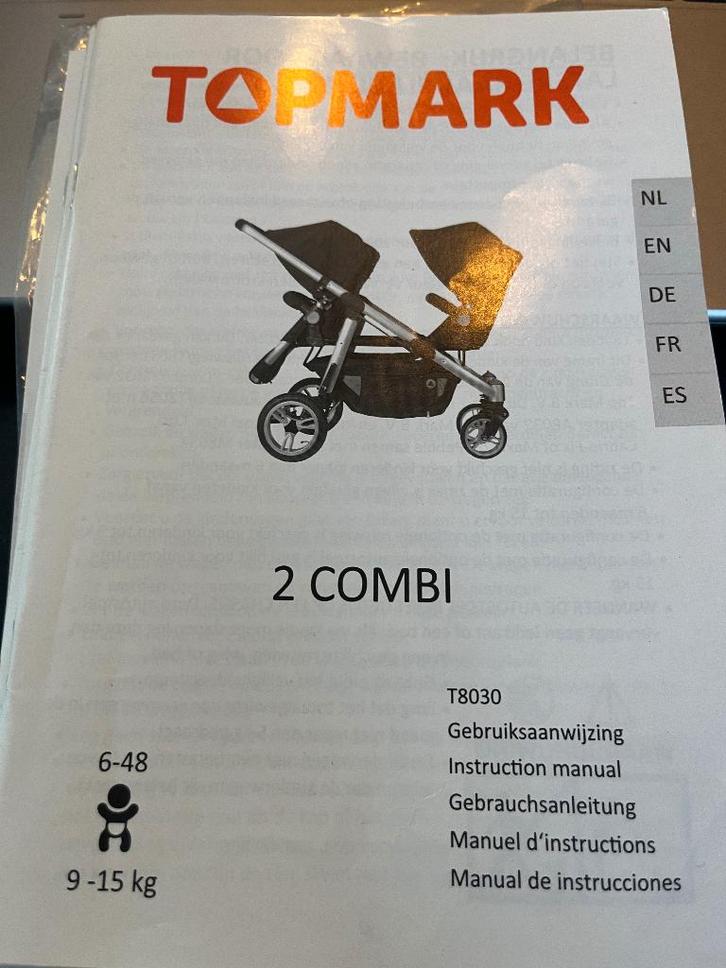 TOPMARK
NL
EN
DE
FR
ES
2 COMBI
T8030
Gebruiksaanwijzing
Instruction manual
Gebrauchsanleitung
Manuel d‘instructions
Manual de instrucciones
6-48
9 -15 kg